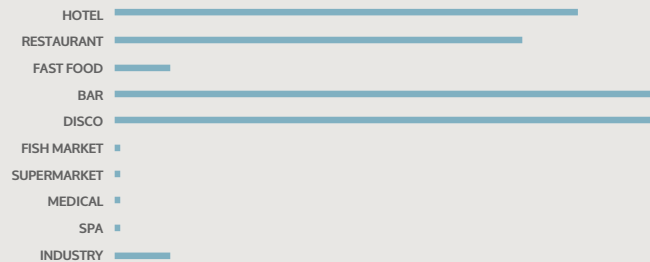 HOTEL
RESTAURANT
FAST FOOD
BAR
DISCO
FISH MARKET
SUPERMARKET
MEDICAL
SPA
INDUSTRY